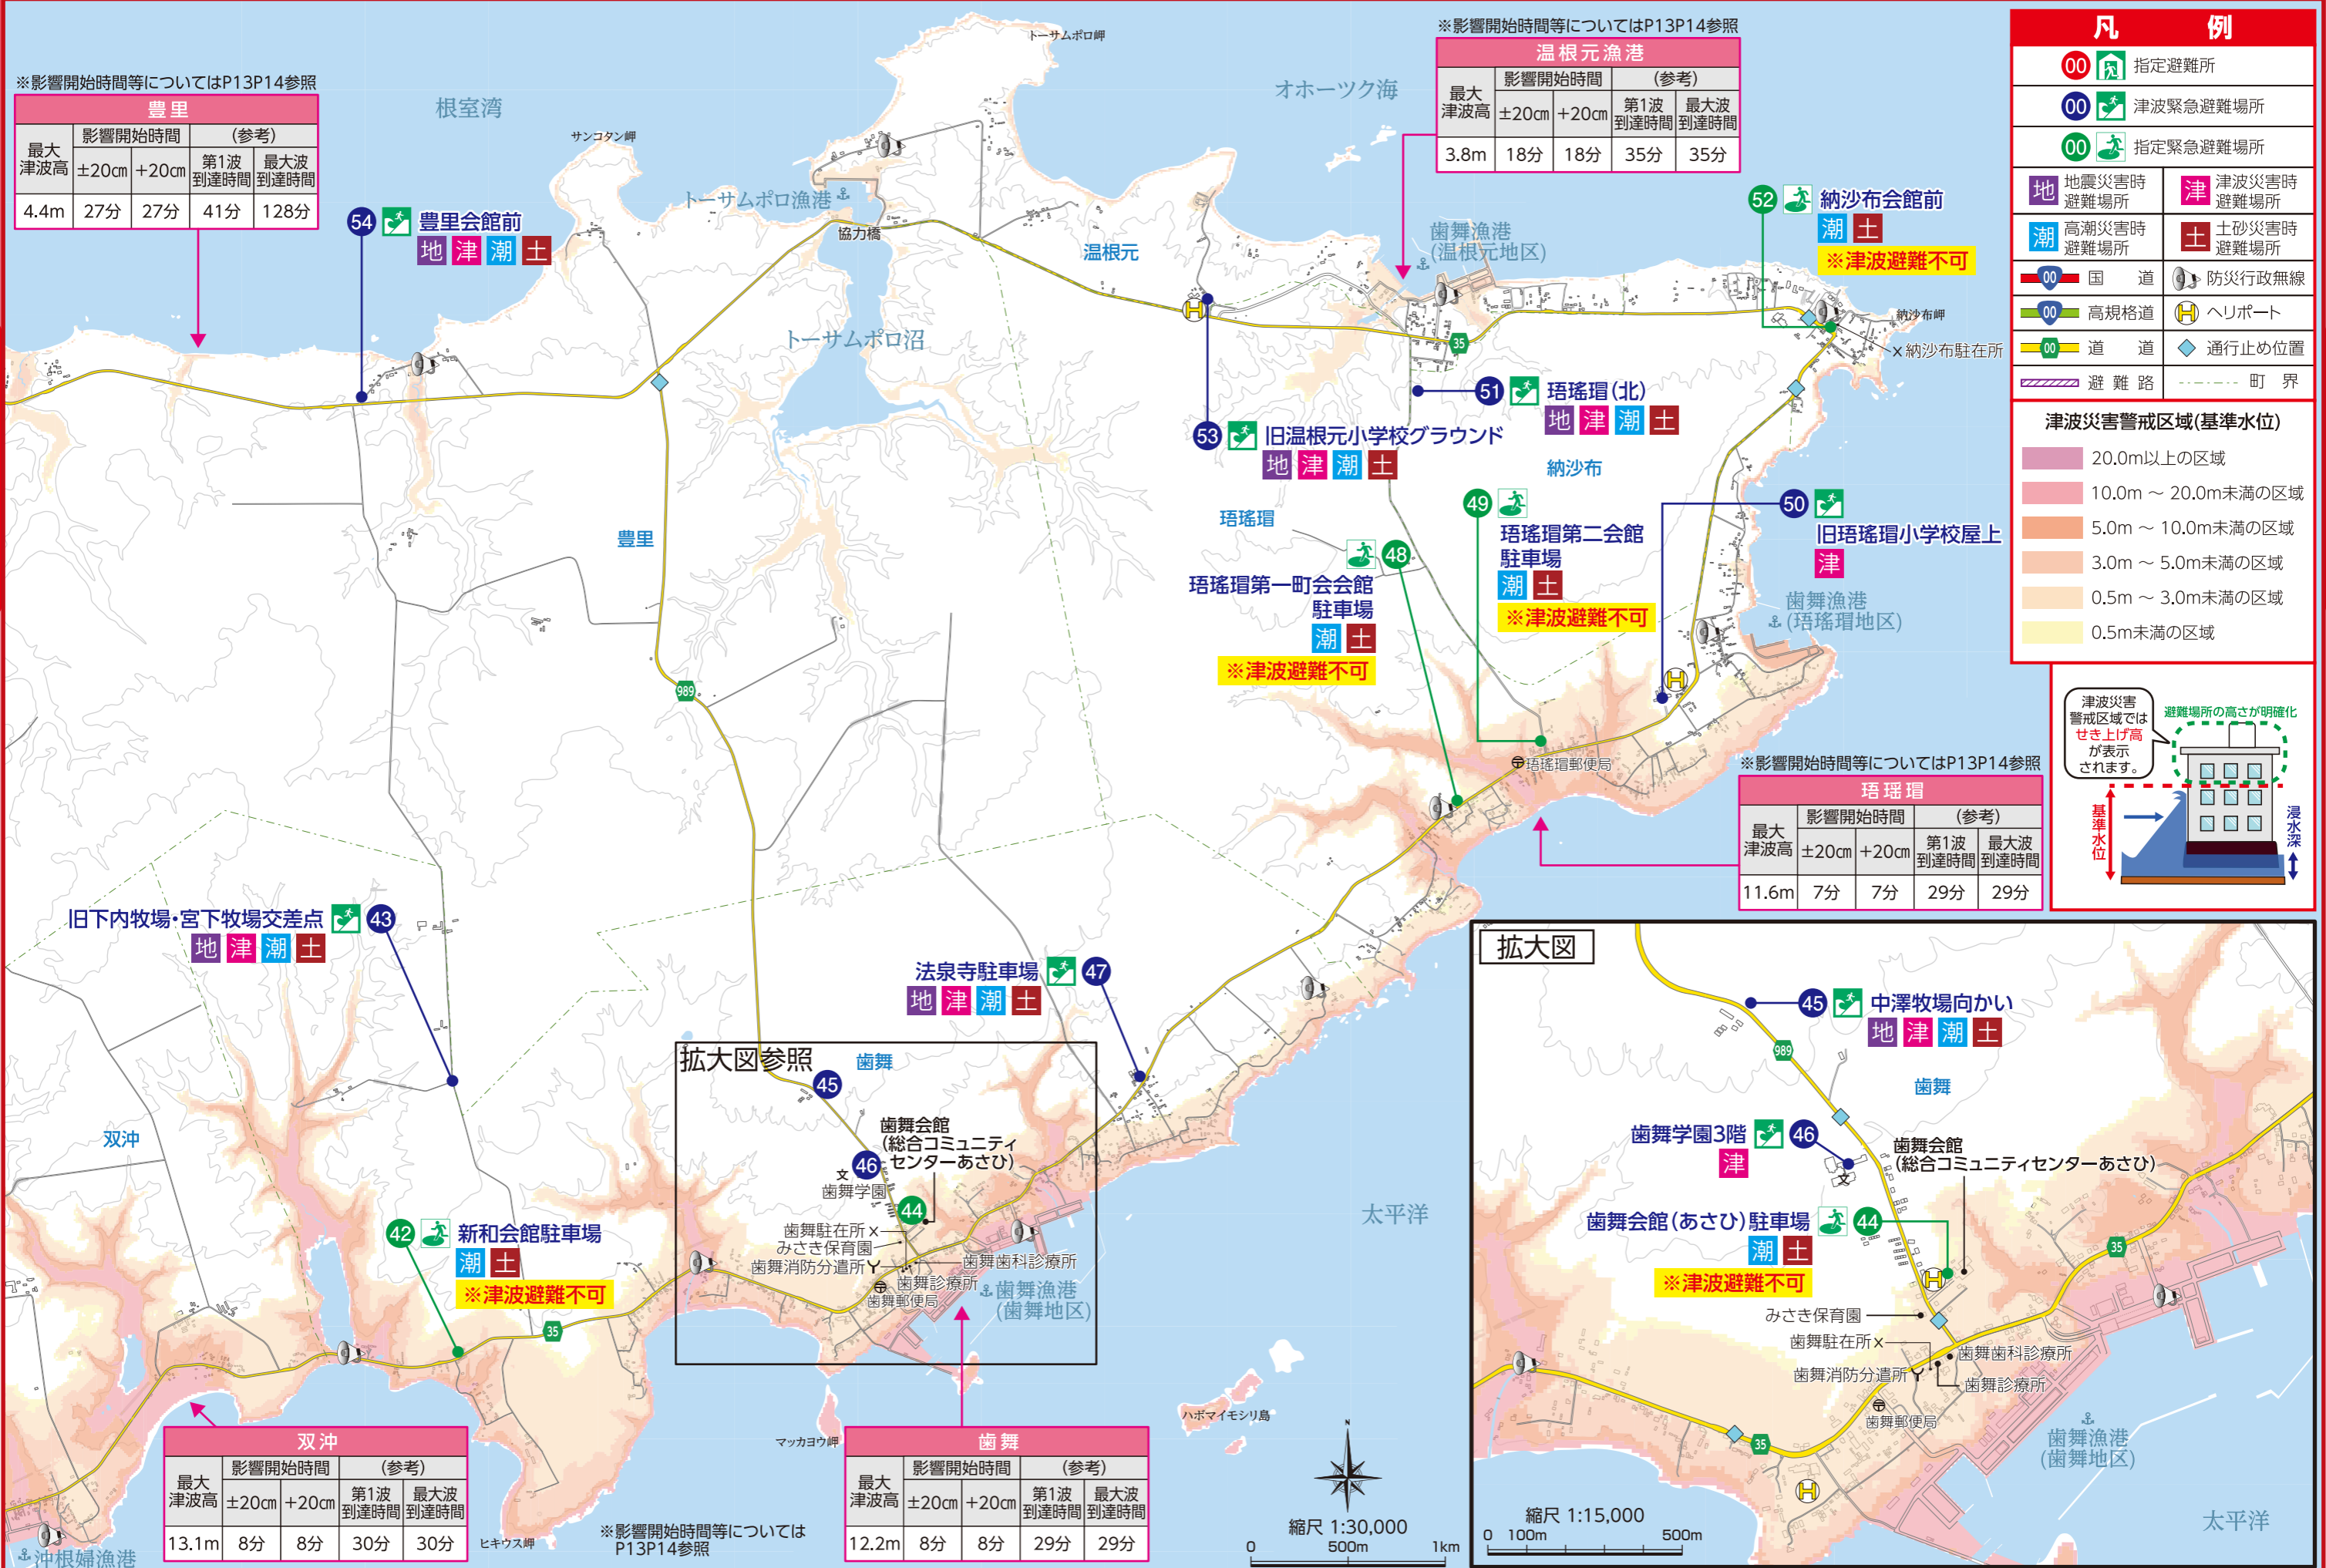 ※影響開始時間等についてはP13P14参照
豊里
最大
津波高
影響開始時間
(参考)
±20cm
+20cm
第1波
到達時間
最大波
到達時間
4.4m 27分 27分 41分 128分
根室湾
サンコタン岬
トーサムポロ岬
トーサムポロ漁港
協力橋
オホーツク海
54 豊里会館前
地 津 潮 土
※影響開始時間等についてはP13P14参照
温根元漁港
最大
津波高
影響開始時間
(参考)
±20cm
+20cm
第1波
到達時間
最大波
到達時間
3.8m 18分 18分 35分 35分
温根元
歯舞漁港
(温根元地区)
トーサムポロ沼
52 納沙布会館前
潮 土
※津波避難不可
納沙布岬
納沙布駐在所
35
51 珸瑤瑁(北)
地 津 潮 土
53 旧温根元小学校グラウンド
地 津 潮 土
納沙布
珸瑤瑁
豊里
49
珸瑤瑁第二会館
駐車場
潮 土
※津波避難不可
50
旧珸瑤瑁小学校屋上
津
48
珸瑤瑁第一町会会館
駐車場
潮 土
※津波避難不可
歯舞漁港
(珸瑤瑁地区)
989
珸瑤瑁郵便局
※影響開始時間等についてはP13P14参照
珸瑤瑁
最大
津波高
影響開始時間
(参考)
±20cm
+20cm
第1波
到達時間
最大波
到達時間
11.6m 7分 7分 29分 29分
旧下内牧場・宮下牧場交差点 43
地 津 潮 土
法泉寺駐車場 47
地 津 潮 土
拡大図参照
歯舞
45
歯舞会館
(総合コミュニティ
センターあさひ)
46
文
歯舞学園
44
歯舞駐在所
みさき保育園
歯舞消防分遣所
歯舞歯科診療所
歯舞診療所
歯舞郵便局
歯舞漁港
(歯舞地区)
双沖
42 新和会館駐車場
潮 土
※津波避難不可
35
太平洋
マッカヨウ岬
ハボマイモシリ島
双沖
最大
津波高
影響開始時間
(参考)
±20cm
+20cm
第1波
到達時間
最大波
到達時間
13.1m 8分 8分 30分 30分
沖根婦漁港
ヒキウス岬
※影響開始時間等については
P13P14参照
歯舞
最大
津波高
影響開始時間
(参考)
±20cm
+20cm
第1波
到達時間
最大波
到達時間
12.2m 8分 8分 29分 29分
N
縮尺 1:30,000
0 500m 1km
凡 例
00 指定避難所
00 津波緊急避難場所
00 指定緊急避難場所
地 地震災害時
避難場所
津 津波災害時
避難場所
潮 高潮災害時
避難場所
土 土砂災害時
避難場所
00 国 道
防災行政無線
00 高規格道
H ヘリポート
00 道 道
通行止め位置
避 難 路
町 界
津波災害警戒区域(基準水位)
20.0m以上の区域
10.0m ～ 20.0m未満の区域
5.0m ～ 10.0m未満の区域
3.0m ～ 5.0m未満の区域
0.5m ～ 3.0m未満の区域
0.5m未満の区域
津波災害
警戒区域では
せき上げ高
が表示
されます。
避難場所の高さが明確化
基準水位
浸水深
拡大図
45 中澤牧場向かい
地 津 潮 土
989
歯舞
歯舞学園3階 46
津
文
歯舞会館
(総合コミュニティセンターあさひ)
歯舞会館(あさひ)駐車場 44
潮 土
※津波避難不可
H
35
みさき保育園
歯舞駐在所
歯舞歯科診療所
歯舞消防分遣所
歯舞診療所
歯舞郵便局
35
歯舞漁港
(歯舞地区)
H
縮尺 1:15,000
0 100m 500m
太平洋